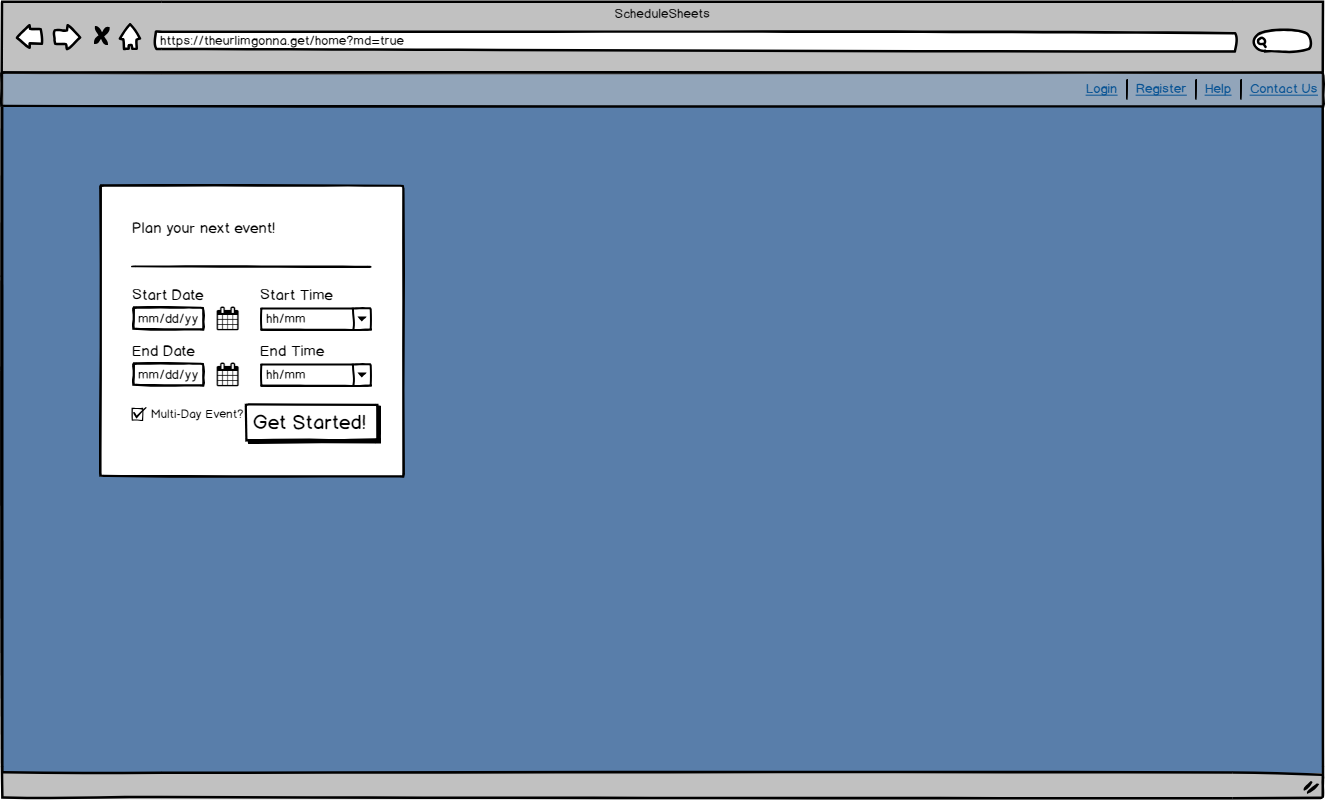 ScheduleSheets
https://theurlimgonna.get/home?md=true
Login Register Help Contact Us
Plan your next event!
Start Date Start Time
mm/dd/yy hh/mm
End Date End Time
mm/dd/yy hh/mm
Multi-Day Event? Get Started!